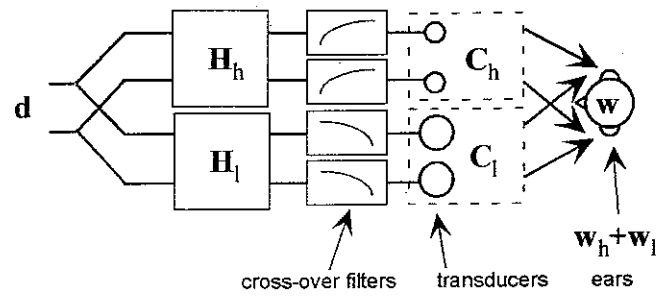 d
H_h
H_l
C_h
C_l
w
w_h+w_l
cross-over filters
transducers
ears